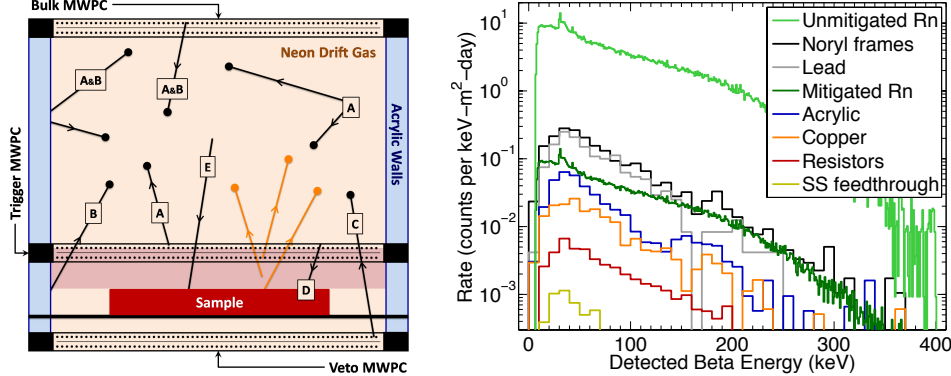 Bulk MWPC
Neon Drift Gas
A&B
A&B
A
E
B
A
C
D
Sample
Trigger MWPC
Acrylic Walls
Veto MWPC
Rate (counts per keV−m²−day)
10¹
10⁰
10⁻¹
10⁻²
10⁻³
0
100
200
300
400
Detected Beta Energy (keV)
Unmitigated Rn
Noryl frames
Lead
Mitigated Rn
Acrylic
Copper
Resistors
SS feedthrough